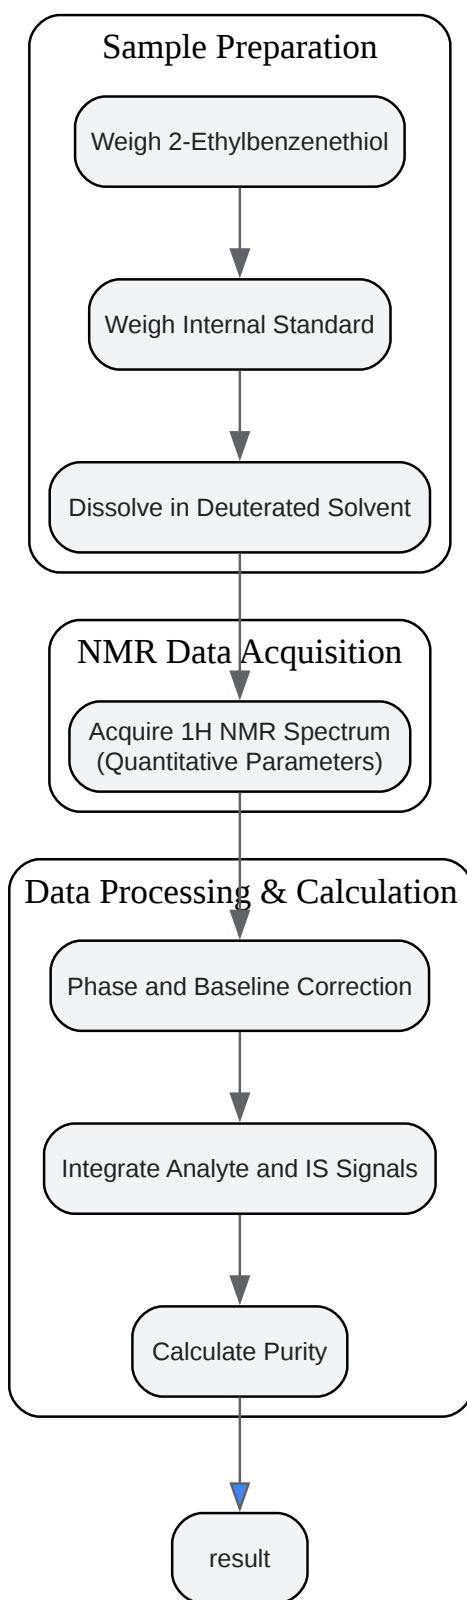 Sample Preparation
Weigh 2-Ethylbenzenethiol
Weigh Internal Standard
Dissolve in Deuterated Solvent
NMR Data Acquisition
Acquire 1H NMR Spectrum
(Quantitative Parameters)
Data Processing & Calculation
Phase and Baseline Correction
Integrate Analyte and IS Signals
Calculate Purity
result